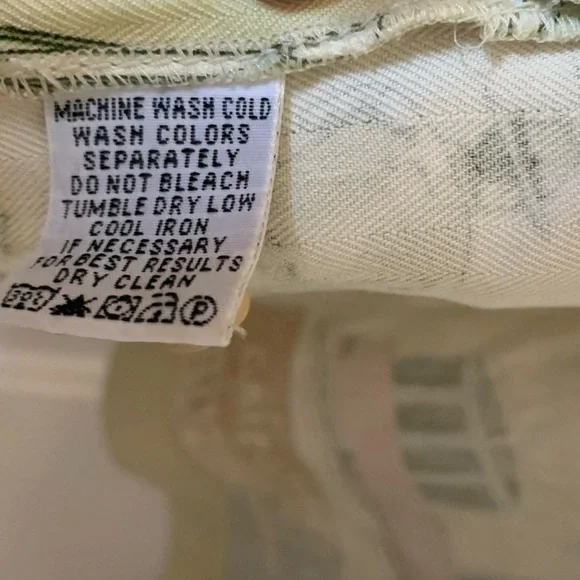 MACHINE WASH COLD
WASH COLORS
SEPARATELY
DO NOT BLEACH
TUMBLE DRY LOW
COOL IRON
IF NECESSARY
FOR BEST RESULTS
DRY CLEAN
30° P